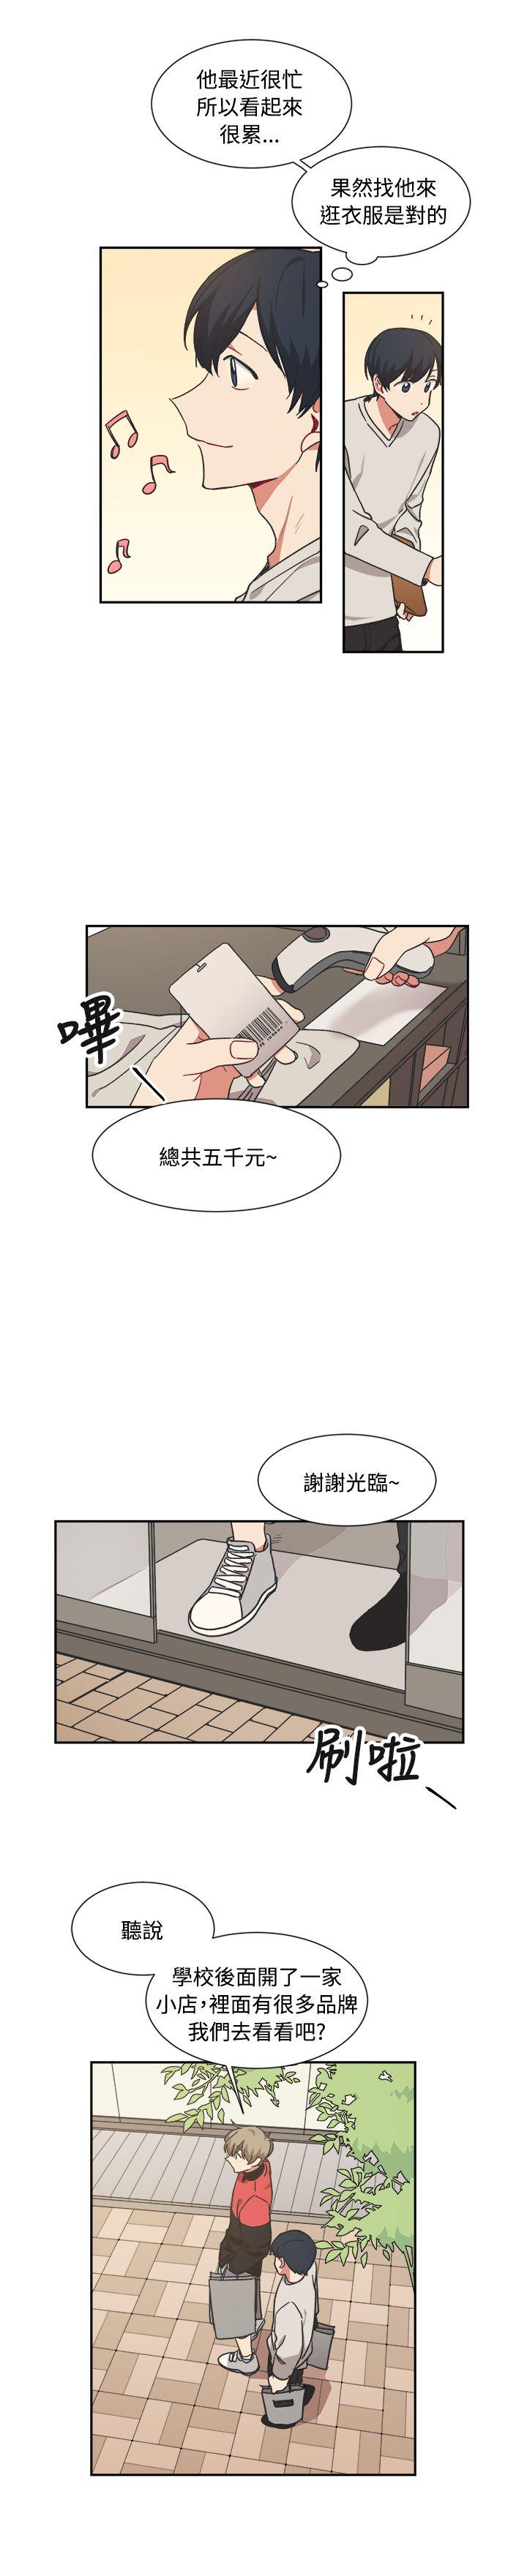 他最近很忙
所以看起來
很累...
果然找他來
逛衣服是對的
嗶
總共五千元~
謝謝光臨~
刷啦
聽說
學校後面開了一家
小店,裡面有很多品牌
我們去看看吧?